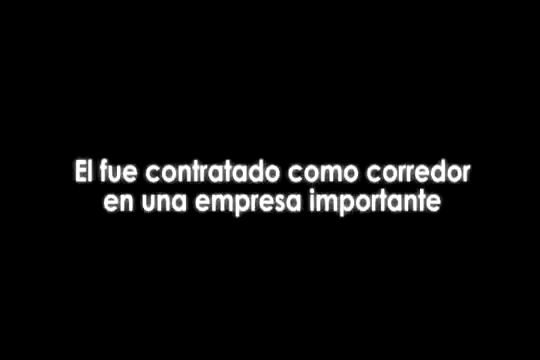 El fue contratado como corredor
en una empresa importante